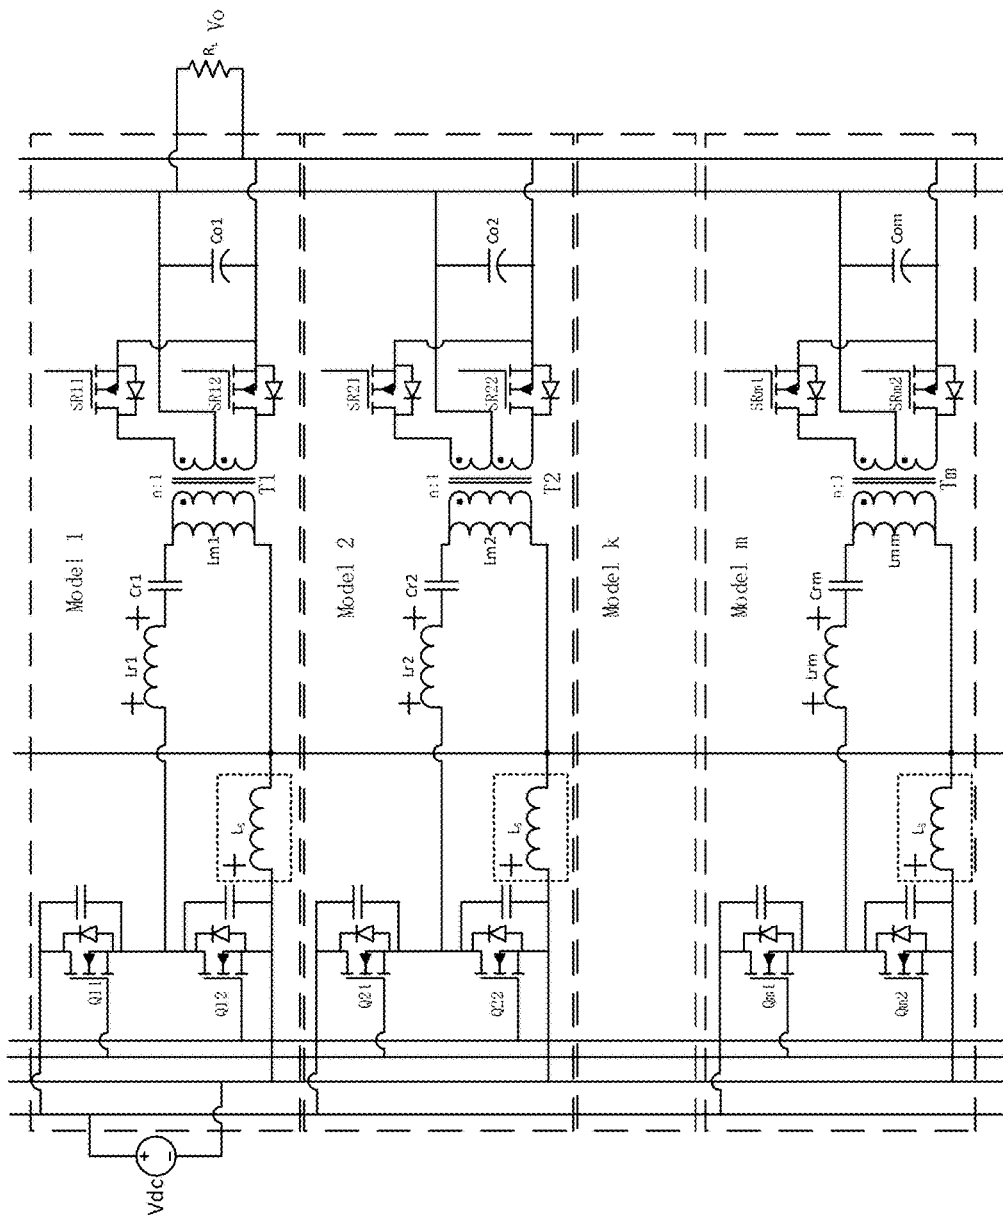 Vo
R_L
Model 1
SR11
SR12
Co1
n:1
T1
Lm1
Cr1
Lr1
Ls
Q11
Q12
Model 2
SR21
SR22
Co2
n:1
T2
Lm2
Cr2
Lr2
Ls
Q21
Q22
Model k
Model m
SRm1
SRm2
Com
n:1
Tm
Lmm
Crm
Lrm
Ls
Qm1
Qm2
Vdc